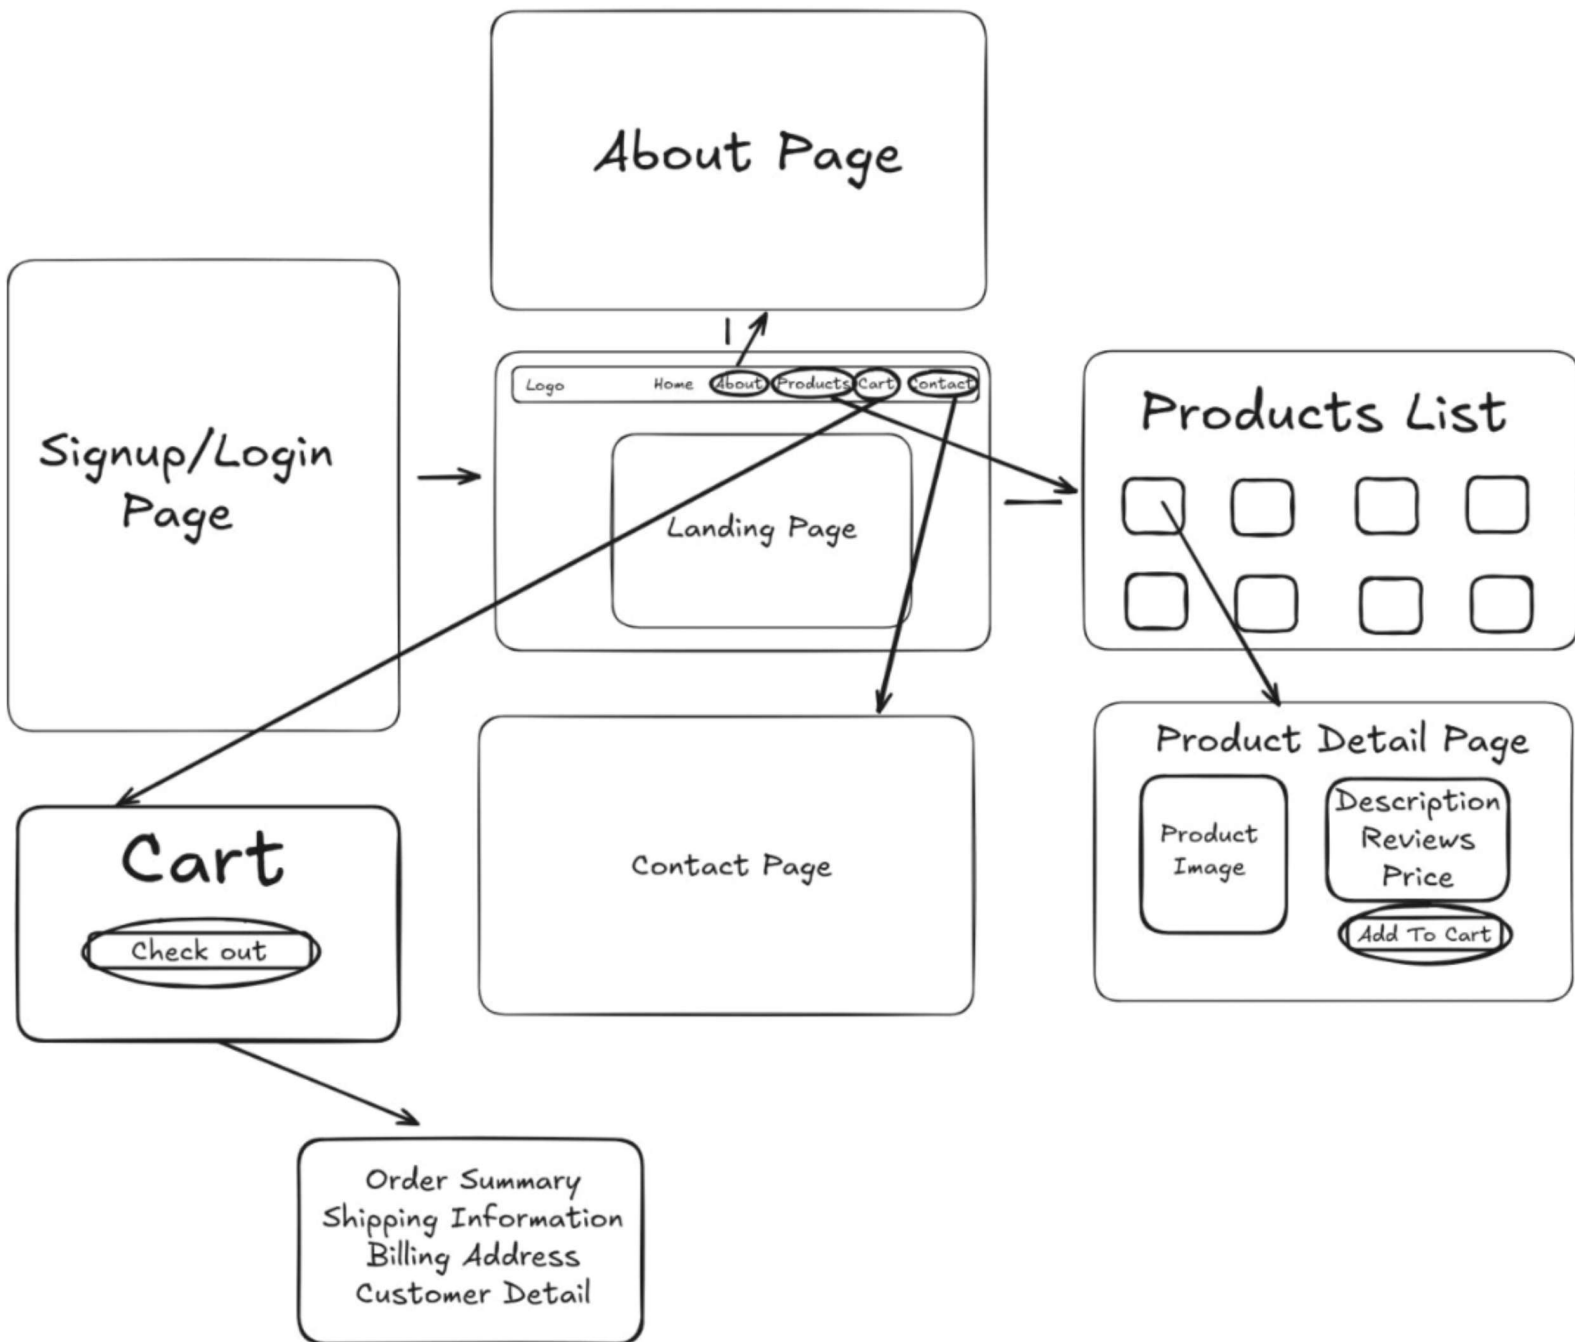 About Page
Signup/Login
Page
Logo
Home
About
Products
Cart
Contact
Landing Page
Products List
Cart
Check out
Contact Page
Product Detail Page
Product
Image
Description
Reviews
Price
Add To Cart
Order Summary
Shipping Information
Billing Address
Customer Detail